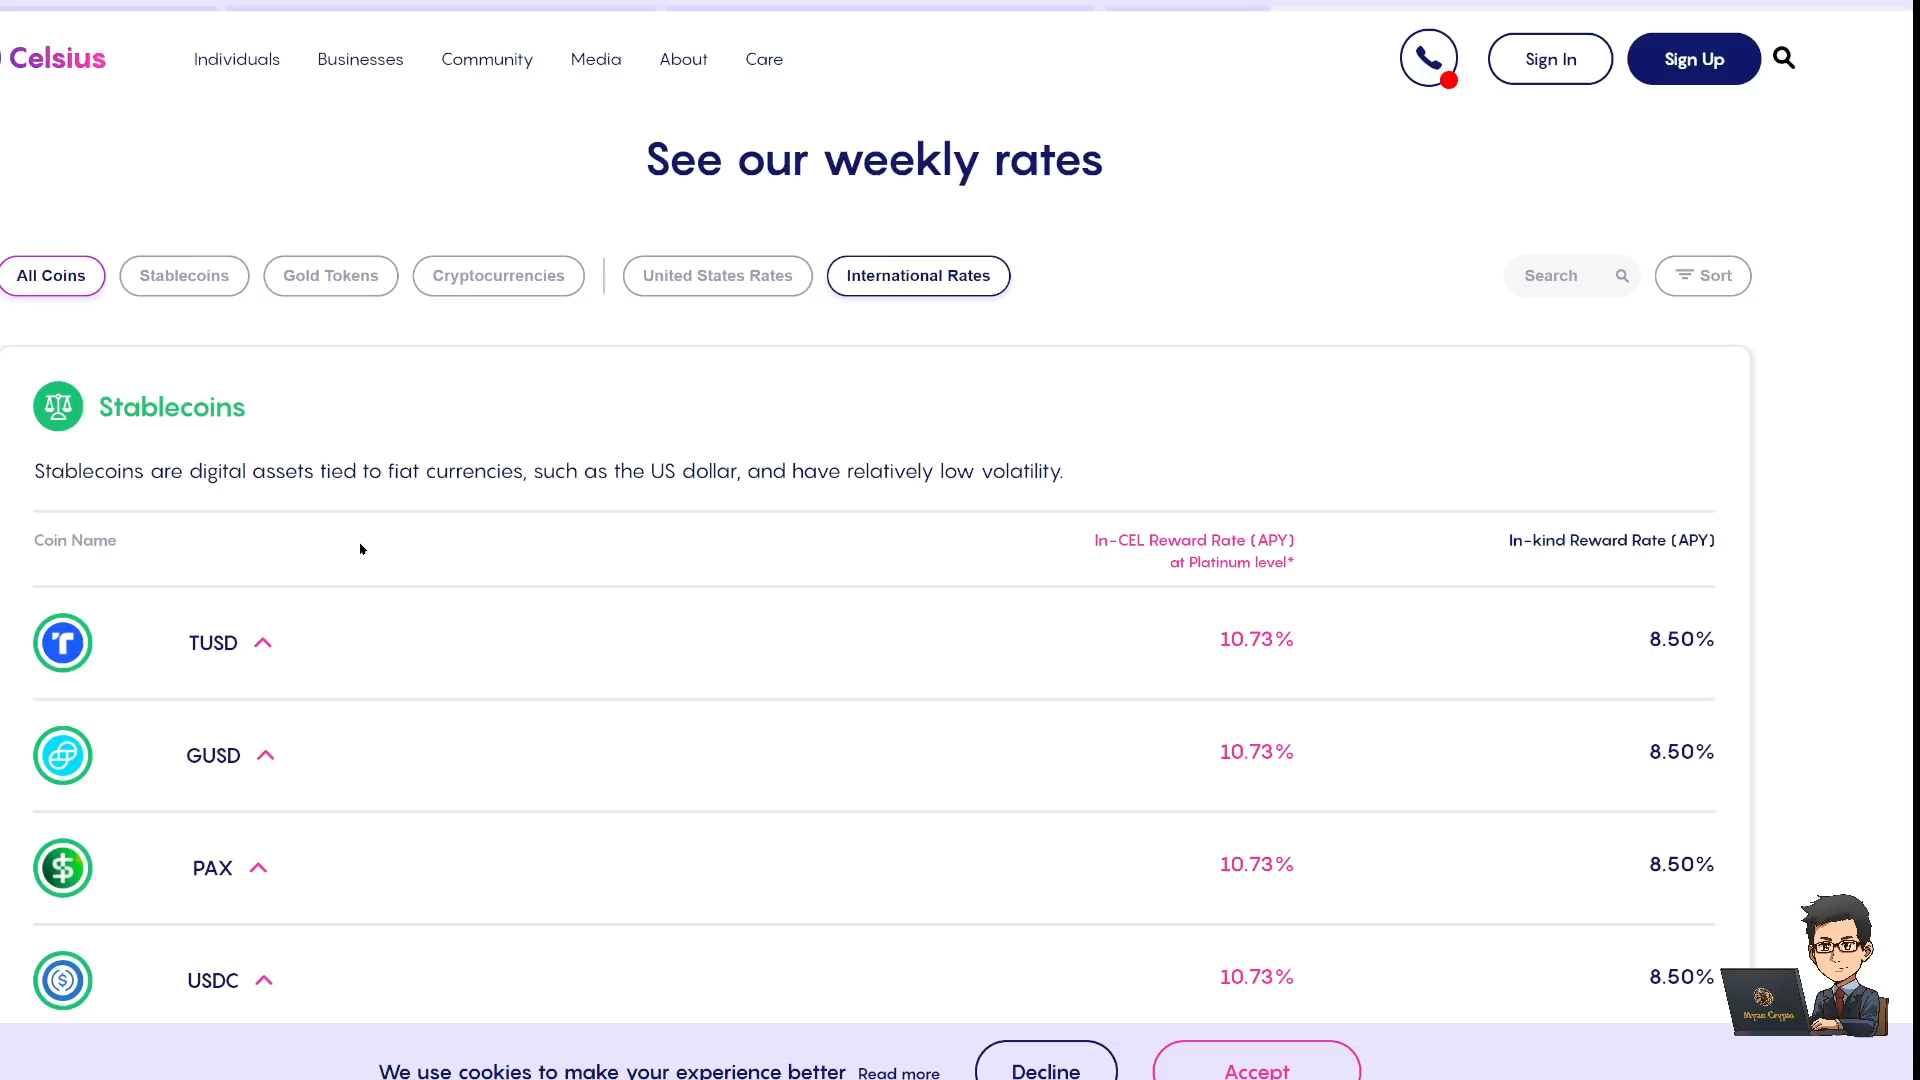 Celsius
Individuals Businesses Community Media About Care
Sign In Sign Up
See our weekly rates
All Coins Stablecoins Gold Tokens Cryptocurrencies United States Rates International Rates Search Sort
Stablecoins
Stablecoins are digital assets tied to fiat currencies, such as the US dollar, and have relatively low volatility.
Coin Name In-CEL Reward Rate (APY) In-kind Reward Rate (APY)
at Platinum level*
TUSD 10.73% 8.50%
GUSD 10.73% 8.50%
PAX 10.73% 8.50%
USDC 10.73% 8.50%
We use cookies to make your experience better Read more Decline Accept